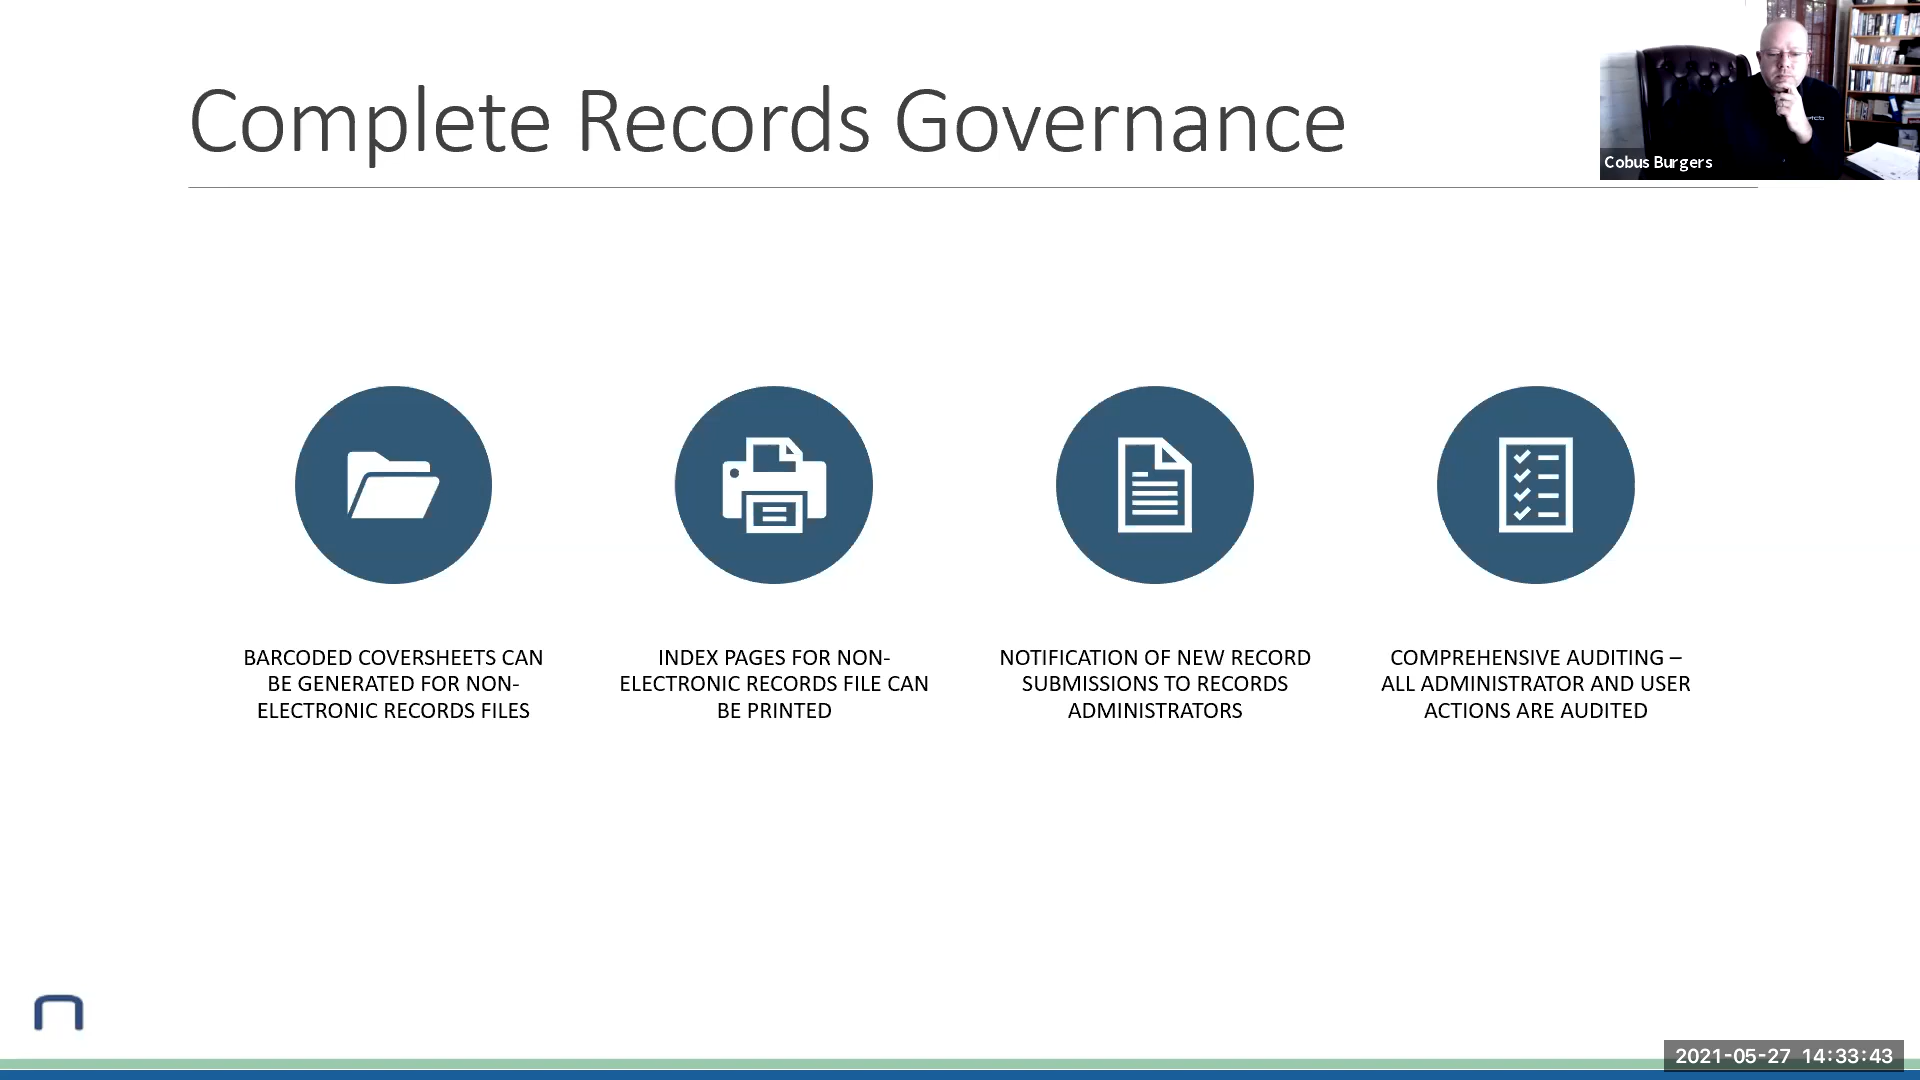 Complete Records Governance
Cobus Burgers
BARCODED COVERSHEETS CAN
BE GENERATED FOR NON-
ELECTRONIC RECORDS FILES
INDEX PAGES FOR NON-
ELECTRONIC RECORDS FILE CAN
BE PRINTED
NOTIFICATION OF NEW RECORD
SUBMISSIONS TO RECORDS
ADMINISTRATORS
COMPREHENSIVE AUDITING –
ALL ADMINISTRATOR AND USER
ACTIONS ARE AUDITED
2021-05-27 14:33:43